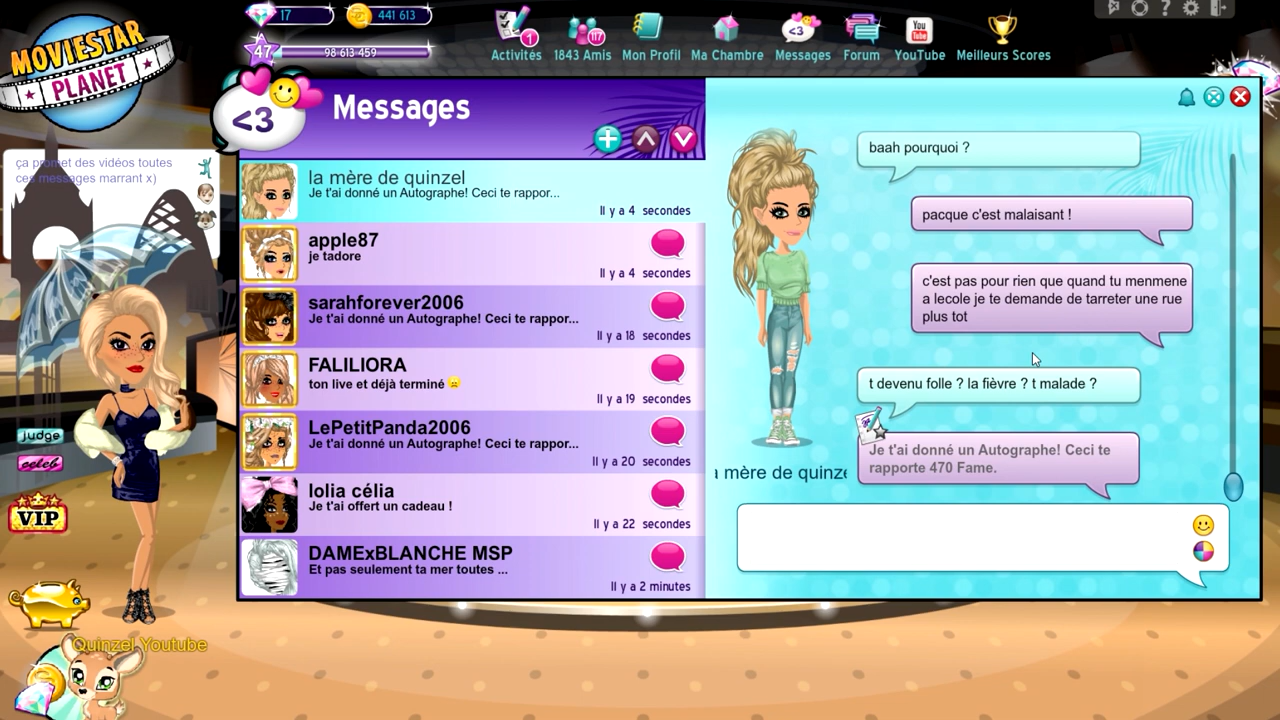 MOVIESTAR
PLANET
17
441 613
47
98 613 459
1
Activités
117
1843 Amis
Mon Profil
Ma Chambre
<3
Messages
Forum
You
Tube
YouTube
Meilleurs Scores
<3
Messages
ça promet des vidéos toutes
ces messages marrant x)
judge
celeb
VIP
Quinzel Youtube
la mère de quinzel
Je t'ai donné un Autographe! Ceci te rappor...
Il y a 4 secondes
apple87
je tadore
Il y a 4 secondes
sarahforever2006
Je t'ai donné un Autographe! Ceci te rappor...
Il y a 18 secondes
FALILIORA
ton live et déjà terminé
Il y a 19 secondes
LePetitPanda2006
Je t'ai donné un Autographe! Ceci te rappor...
Il y a 20 secondes
lolia célia
Je t'ai offert un cadeau !
Il y a 22 secondes
DAMExBLANCHE MSP
Et pas seulement ta mer toutes ...
Il y a 2 minutes
baah pourquoi ?
pacque c'est malaisant !
c'est pas pour rien que quand tu menmene
a lecole je te demande de tarreter une rue
plus tot
t devenu folle ? la fièvre ? t malade ?
Je t'ai donné un Autographe! Ceci te
rapporte 470 Fame.
a mère de quinze